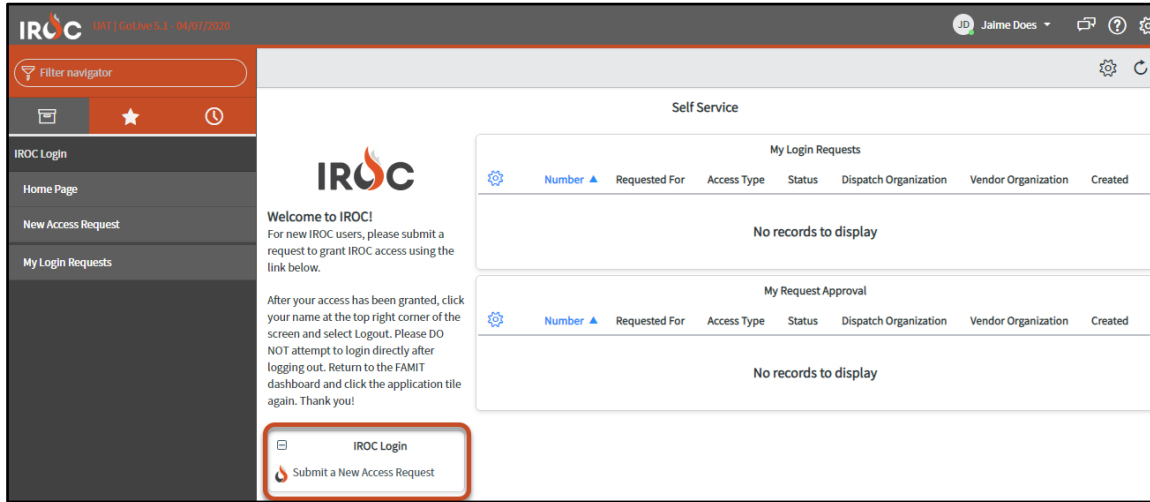 IROC UAT | GoLive 5.1 - 04/07/2020
JD Jaime Does
Filter navigator
Self Service
IROC Login
Home Page
New Access Request
My Login Requests
IROC
Welcome to IROC!
For new IROC users, please submit a
request to grant IROC access using the
link below.
After your access has been granted, click
your name at the top right corner of the
screen and select Logout. Please DO
NOT attempt to login directly after
logging out. Return to the FAMIT
dashboard and click the application tile
again. Thank you!
IROC Login
Submit a New Access Request
My Login Requests
Number Requested For Access Type Status Dispatch Organization Vendor Organization Created
No records to display
My Request Approval
Number Requested For Access Type Status Dispatch Organization Vendor Organization Created
No records to display